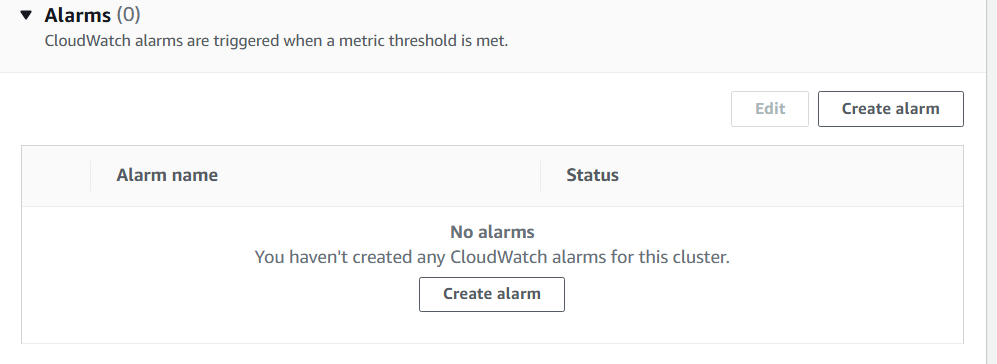 Alarms (0)
CloudWatch alarms are triggered when a metric threshold is met.
Edit
Create alarm
Alarm name
Status
No alarms
You haven't created any CloudWatch alarms for this cluster.
Create alarm